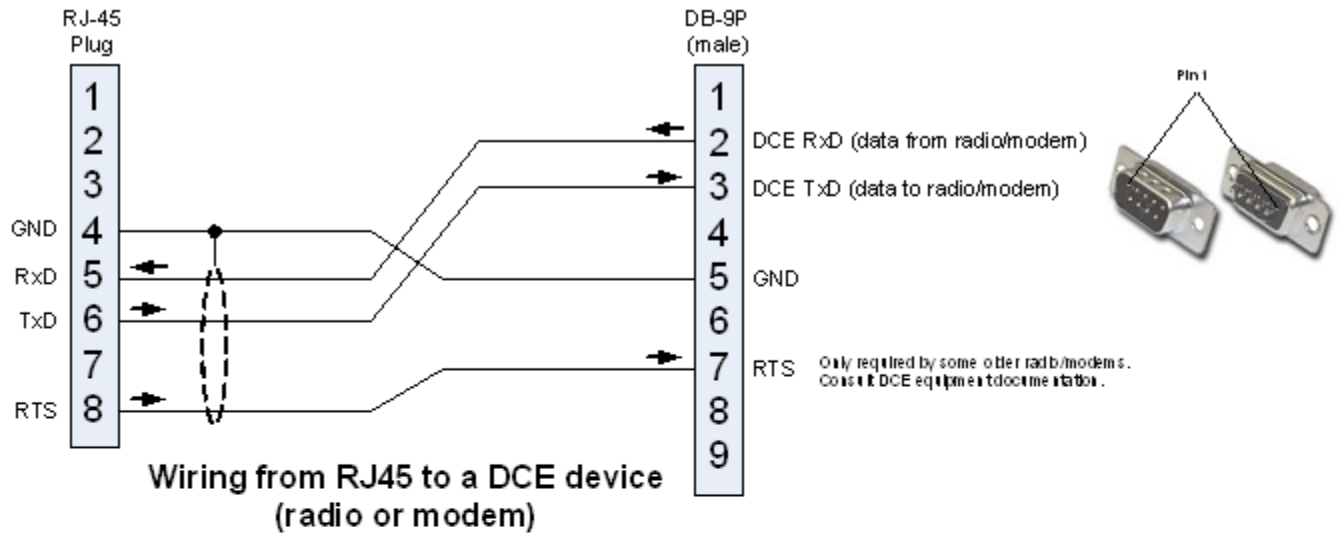 RJ-45
Plug
1
2
3
GND 4
RxD 5
TxD 6
7
RTS 8
DB-9P
(male)
1
2 DCE RxD (data from radio/modem)
3 DCE TxD (data to radio/modem)
4
5 GND
6
7 RTS
Only required by some older radio/modems.
Consult DCE equipment documentation.
8
9
Pin 1
Wiring from RJ45 to a DCE device
(radio or modem)